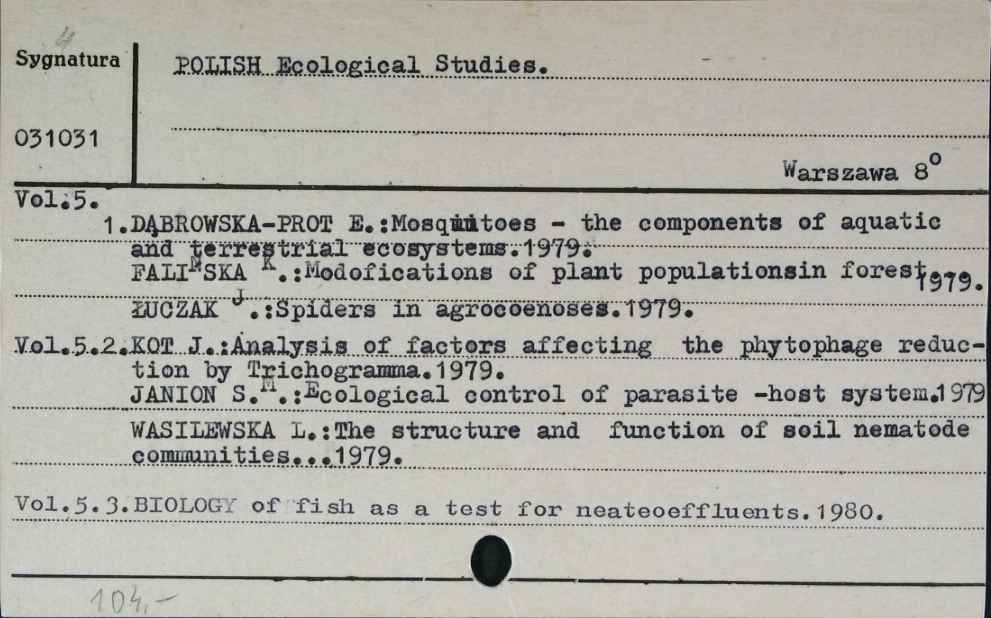 4
Sygnatura
POLISH Ecological Studies.
031031
Warszawa 8º
Vol.5.
1.DĄBROWSKA-PROT E.:Mosquitoes - the components of aquatic
and terrestrial ecosystems.1979.
FALIŃSKA K.:Modofications of plant populationsin forest.1979.
ŁUCZAK J.:Spiders in agrocoenoses.1979.
Vol.5.2.KOT J.:Analysis of factors affecting the phytophage reduc-
tion by Trichogramma.1979.
JANION S.M.:Ecological control of parasite -host system.1979
WASILEWSKA L.:The structure and function of soil nematode
communities...1979.
Vol.5.3.BIOLOGY of fish as a test for neateoeffluents.1980.
104,-